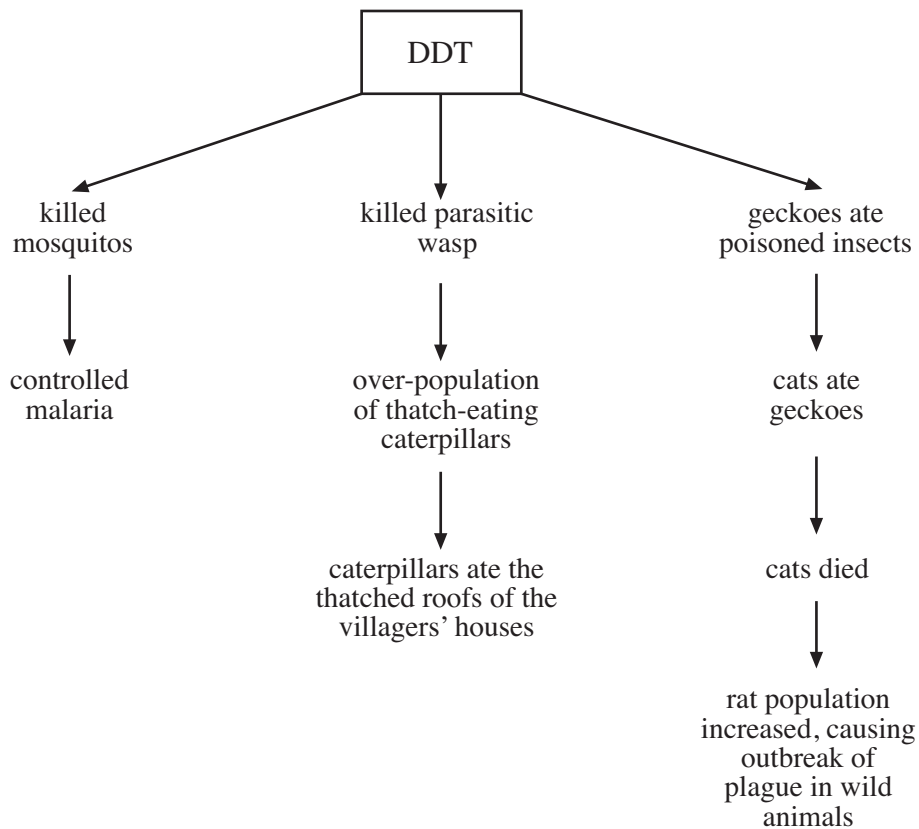 DDT
killed
mosquitos
controlled
malaria
killed parasitic
wasp
over-population
of thatch-eating
caterpillars
caterpillars ate the
thatched roofs of the
villagers’ houses
geckoes ate
poisoned insects
cats ate
geckoes
cats died
rat population
increased, causing
outbreak of
plague in wild
animals